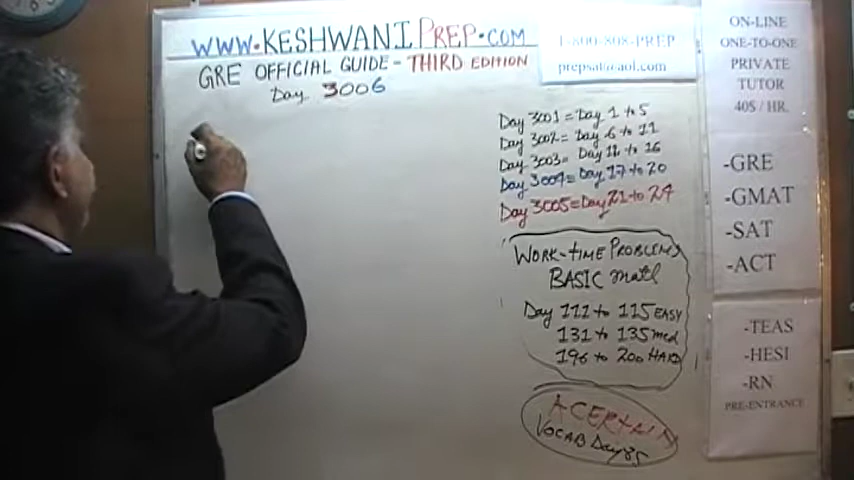 WWW.KESHWANIPREP.COM
GRE OFFICIAL GUIDE - THIRD EDITION
Day 3006
1-800-808-PREP
prepsat@aol.com
Day 3001 = Day 1 to 5
Day 3002 = Day 6 to 11
Day 3003 = Day 12 to 16
Day 3004 = Day 17 to 20
Day 3005 = Day 21 to 24
WORK-TIME PROBLEMS
BASIC math
Day 111 to 115 EASY
131 to 135 med
196 to 200 HARD
A CERTAIN
VOCAB Day 85
ON-LINE
ONE-TO-ONE
PRIVATE
TUTOR
40$ / HR.
-GRE
-GMAT
-SAT
-ACT
-TEAS
-HESI
-RN
PRE-ENTRANCE